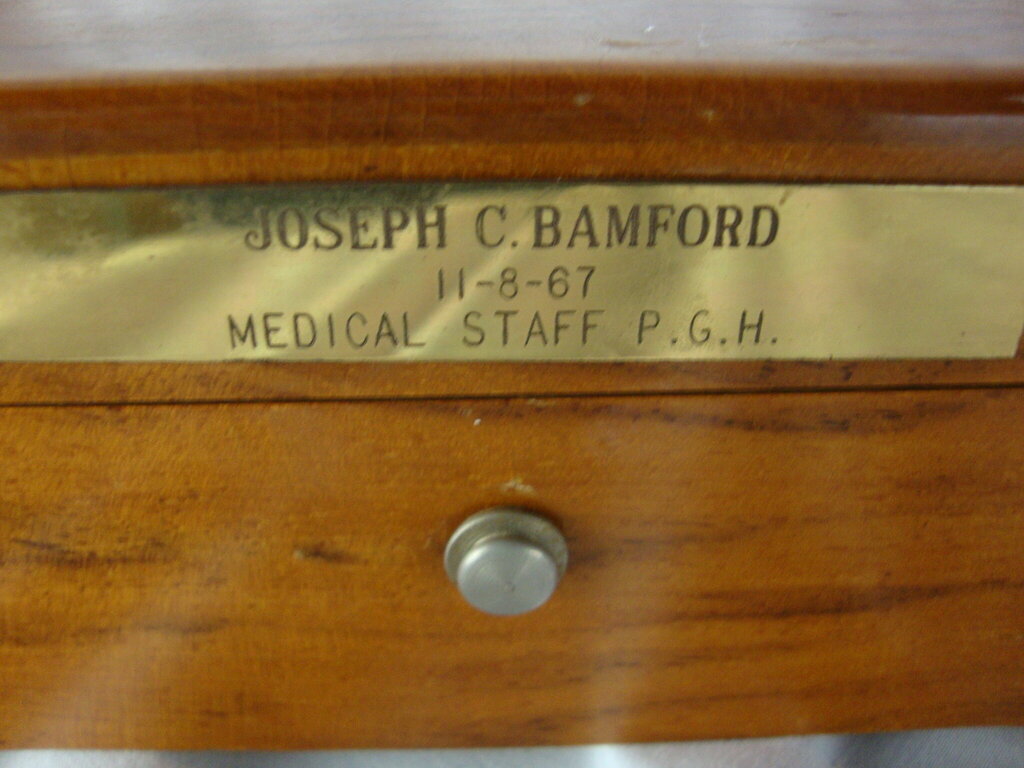 JOSEPH C. BAMFORD
11-8-67
MEDICAL STAFF P.G.H.